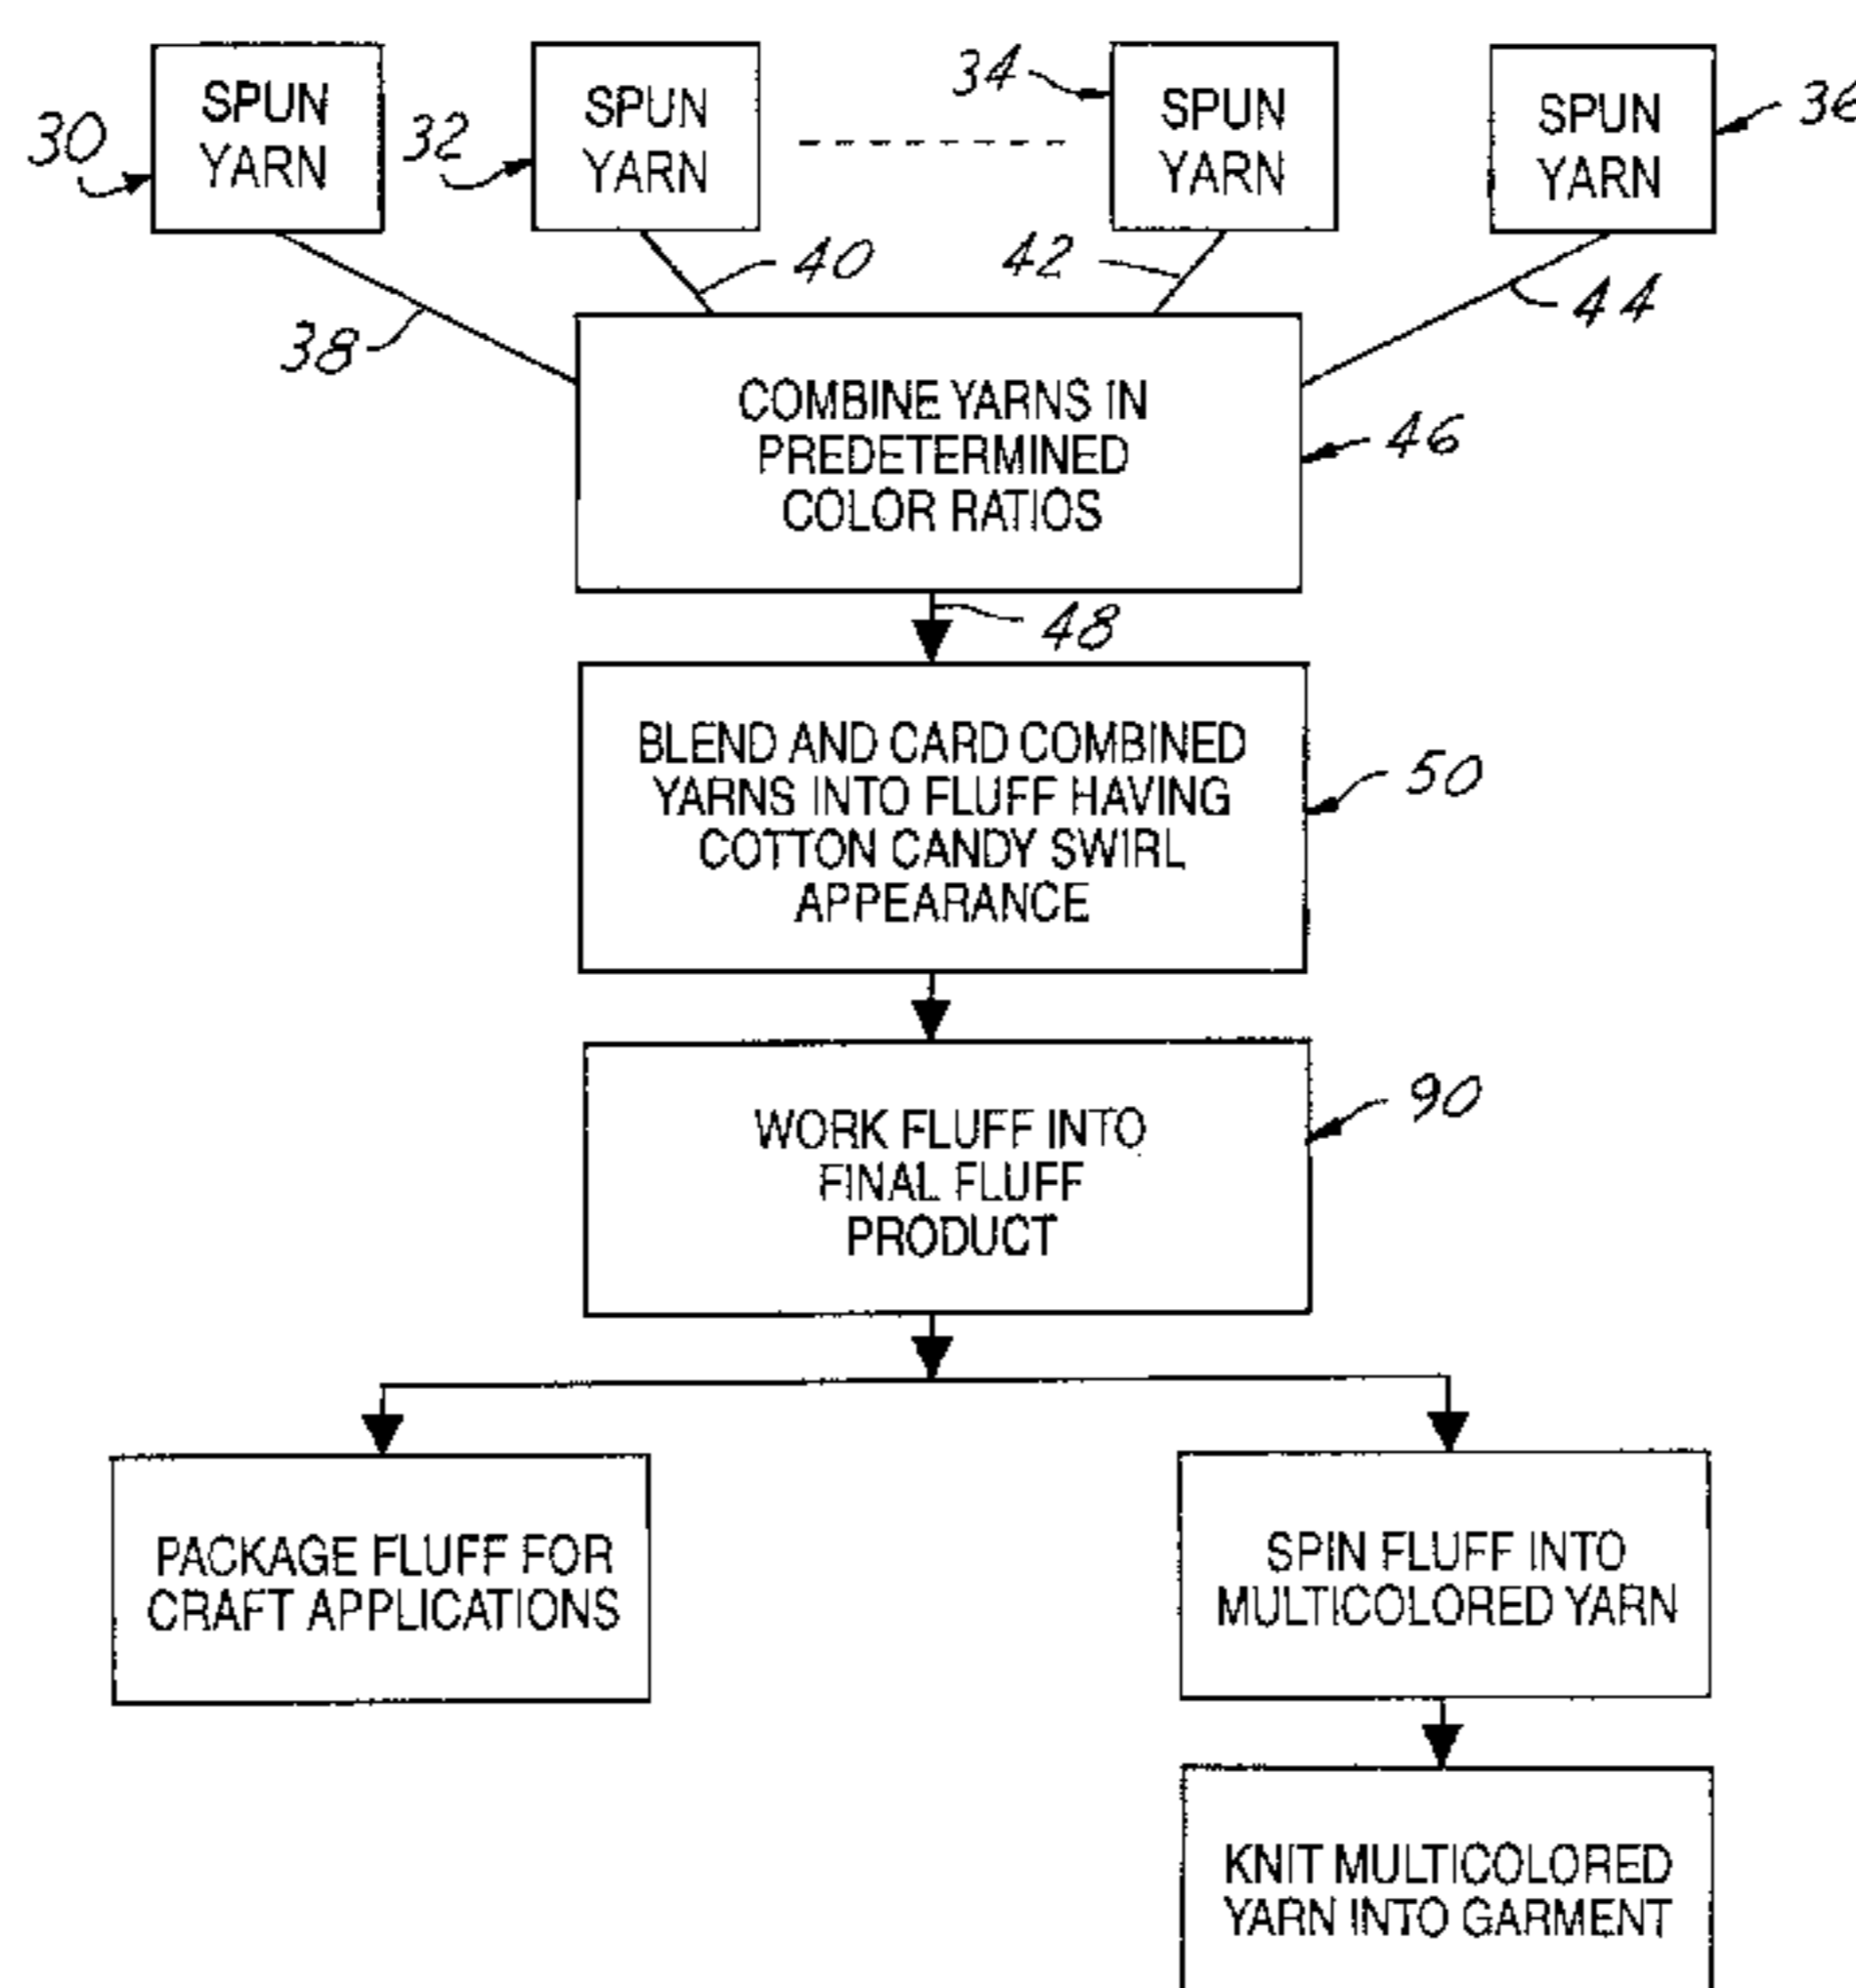 30
SPUN
YARN
32
SPUN
YARN
34
SPUN
YARN
SPUN
YARN
36
38
40
42
44
COMBINE YARNS IN
PREDETERMINED
COLOR RATIOS
46
48
BLEND AND CARD COMBINED
YARNS INTO FLUFF HAVING
COTTON CANDY SWIRL
APPEARANCE
50
WORK FLUFF INTO
FINAL FLUFF
PRODUCT
90
PACKAGE FLUFF FOR
CRAFT APPLICATIONS
SPIN FLUFF INTO
MULTICOLORED YARN
KNIT MULTICOLORED
YARN INTO GARMENT